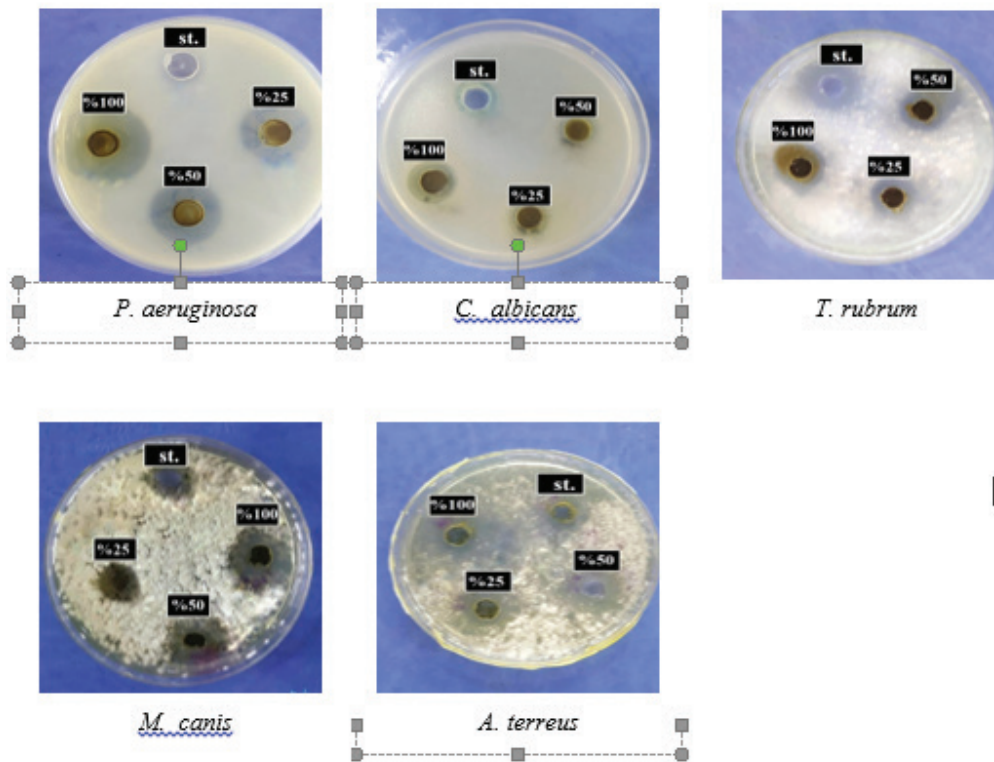 st.
%100
%25
%50
P. aeruginosa
st.
%50
%100
%25
C. albicans
st.
%50
%100
%25
T. rubrum
st.
%100
%25
%50
M. canis
%100
st.
%50
%25
A. terreus